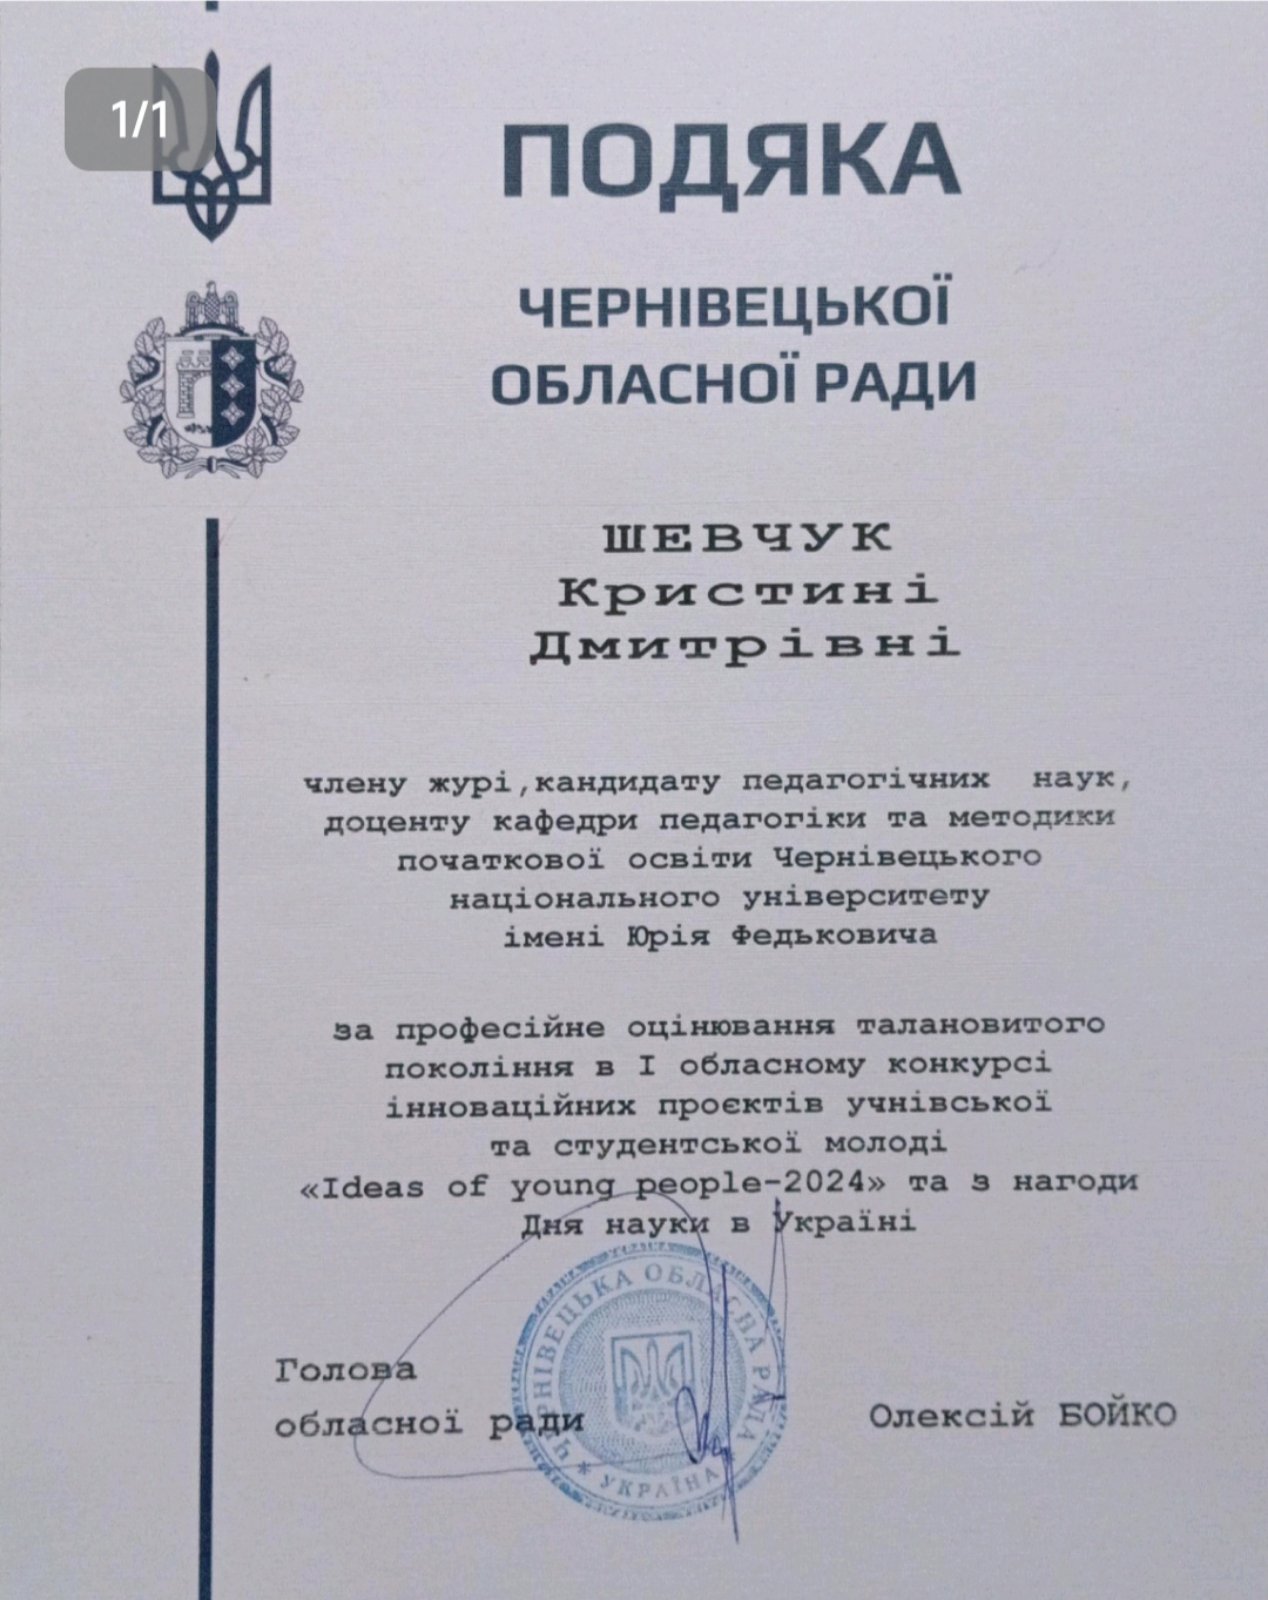 1/1
ПОДЯКА
ЧЕРНІВЕЦЬКОЇ
ОБЛАСНОЇ РАДИ
ШЕВЧУК
Кристині
Дмитрівні
члену журі,кандидату педагогічних наук,
доценту кафедри педагогіки та методики
початкової освіти Чернівецького
національного університету
імені Юрія Федьковича
за професійне оцінювання талановитого
покоління в І обласному конкурсі
інноваційних проєктів учнівської
та студентської молоді
«Ideas of young people-2024» та з нагоди
Дня науки в Україні
Голова
обласної ради
Олексій БОЙКО
ЧЕРНІВЕЦЬКА ОБЛАСНА РАДА
* УКРАЇНА *